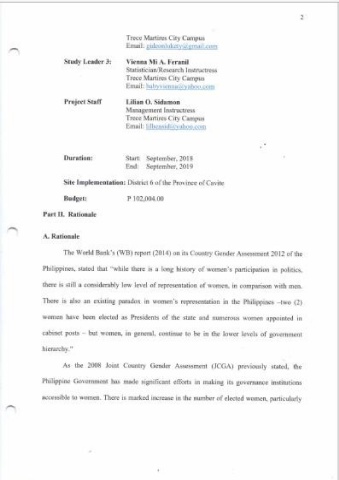 2
Trece Martires City Campus
Email:
Study Leader 3: Vienna Mi A. Feranil
Statistician/Research Instructress
Trece Martires City Campus
Email:
Project Staff Lilian O. Sidamon
Management Instructress
Trece Martires City Campus
Email:
Duration: Start: September, 2018
End: September, 2019
Site Implementation: District 6 of the Province of Cavite
Budget: P 102,004.00
Part II. Rationale
A. Rationale
The World Bank's (WB) report (2014) on its Country Gender Assessment 2012 of the
Philippines, stated that "while there is a long history of women's participation in politics,
there is still a considerably low level of representation of women, in comparison with men.
There is also an existing paradox in women's representation in the Philippines –two (2)
women have been elected as Presidents of the state and numerous women appointed in
cabinet posts – but women, in general, continue to be in the lower levels of government
hierarchy."
As the 2008 Joint Country Gender Assessment (JCGA) previously stated, the
Philippine Government has made significant efforts in making its governance institutions
accessible to women. There is marked increase in the number of elected women, particularly